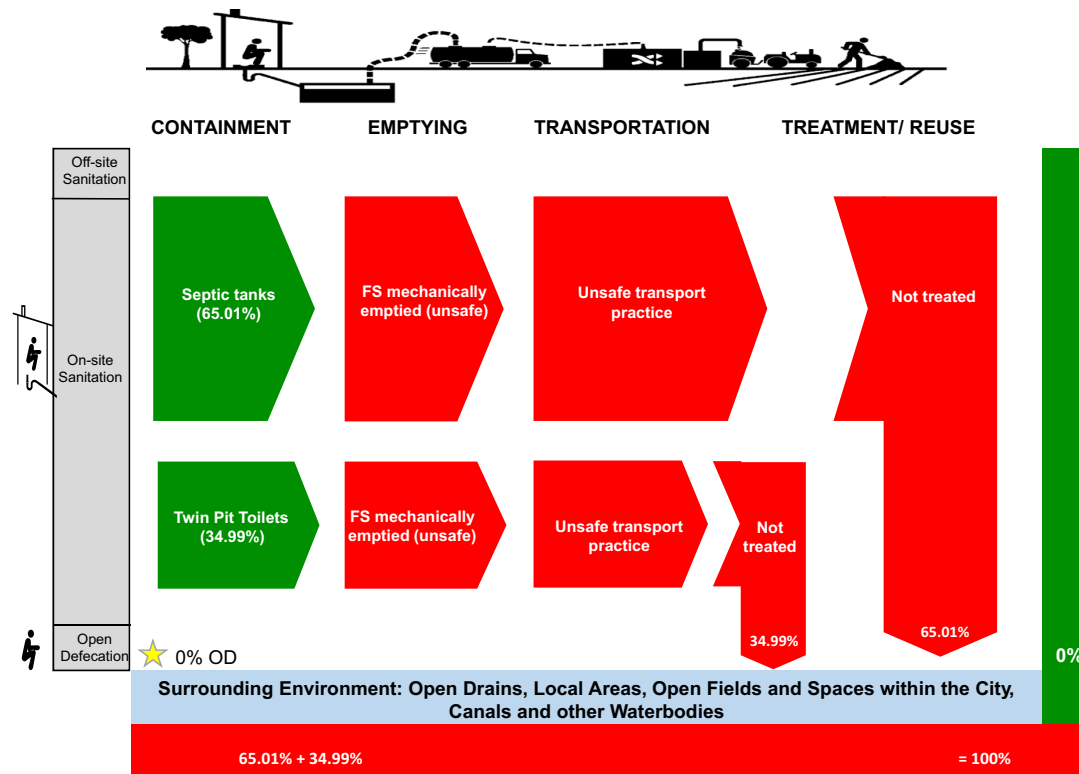 CONTAINMENT
EMPTYING
TRANSPORTATION
TREATMENT/ REUSE
Off-site
Sanitation
Septic tanks
(65.01%)
FS mechanically
emptied (unsafe)
Unsafe transport
practice
Not treated
On-site
Sanitation
Twin Pit Toilets
(34.99%)
FS mechanically
emptied (unsafe)
Unsafe transport
practice
Not
treated
34.99%
65.01%
Open
Defecation
0% OD
0%
Surrounding Environment: Open Drains, Local Areas, Open Fields and Spaces within the City,
Canals and other Waterbodies
65.01% + 34.99%
= 100%